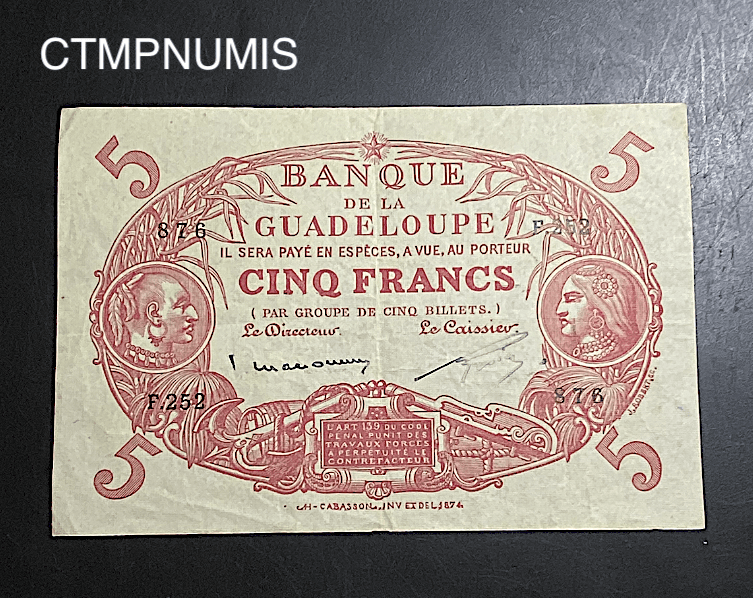 CTMPNUMIS
5 5
BANQUE
DE LA
876 GUADELOUPE F.252
IL SERA PAYÉ EN ESPÈCES, A VUE, AU PORTEUR
CINQ FRANCS
(PAR GROUPE DE CINQ BILLETS.)
Le Directeur. Le Caissier.
F.252 876
L'ART 139 DU CODE
PENAL PUNIT DES
TRAVAUX FORCES
A PERPETUITE LE
CONTREFACTEUR
5 5
CABASSON, INV ET DEL 1874